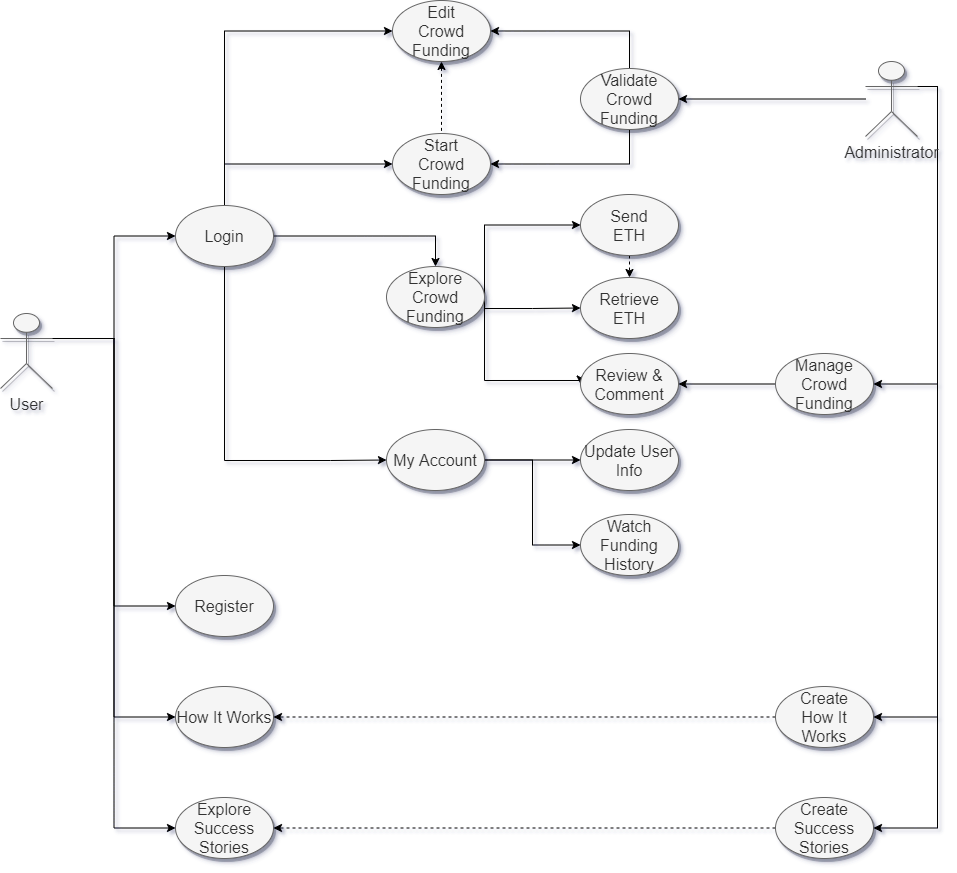 Edit
Crowd
Funding
Validate
Crowd
Funding
Administrator
Start
Crowd
Funding
Login
Send
ETH
Explore
Crowd
Funding
Retrieve
ETH
Review &
Comment
Manage
Crowd
Funding
User
My Account
Update User
Info
Watch
Funding
History
Register
How It Works
Create
How It
Works
Explore
Success
Stories
Create
Success
Stories